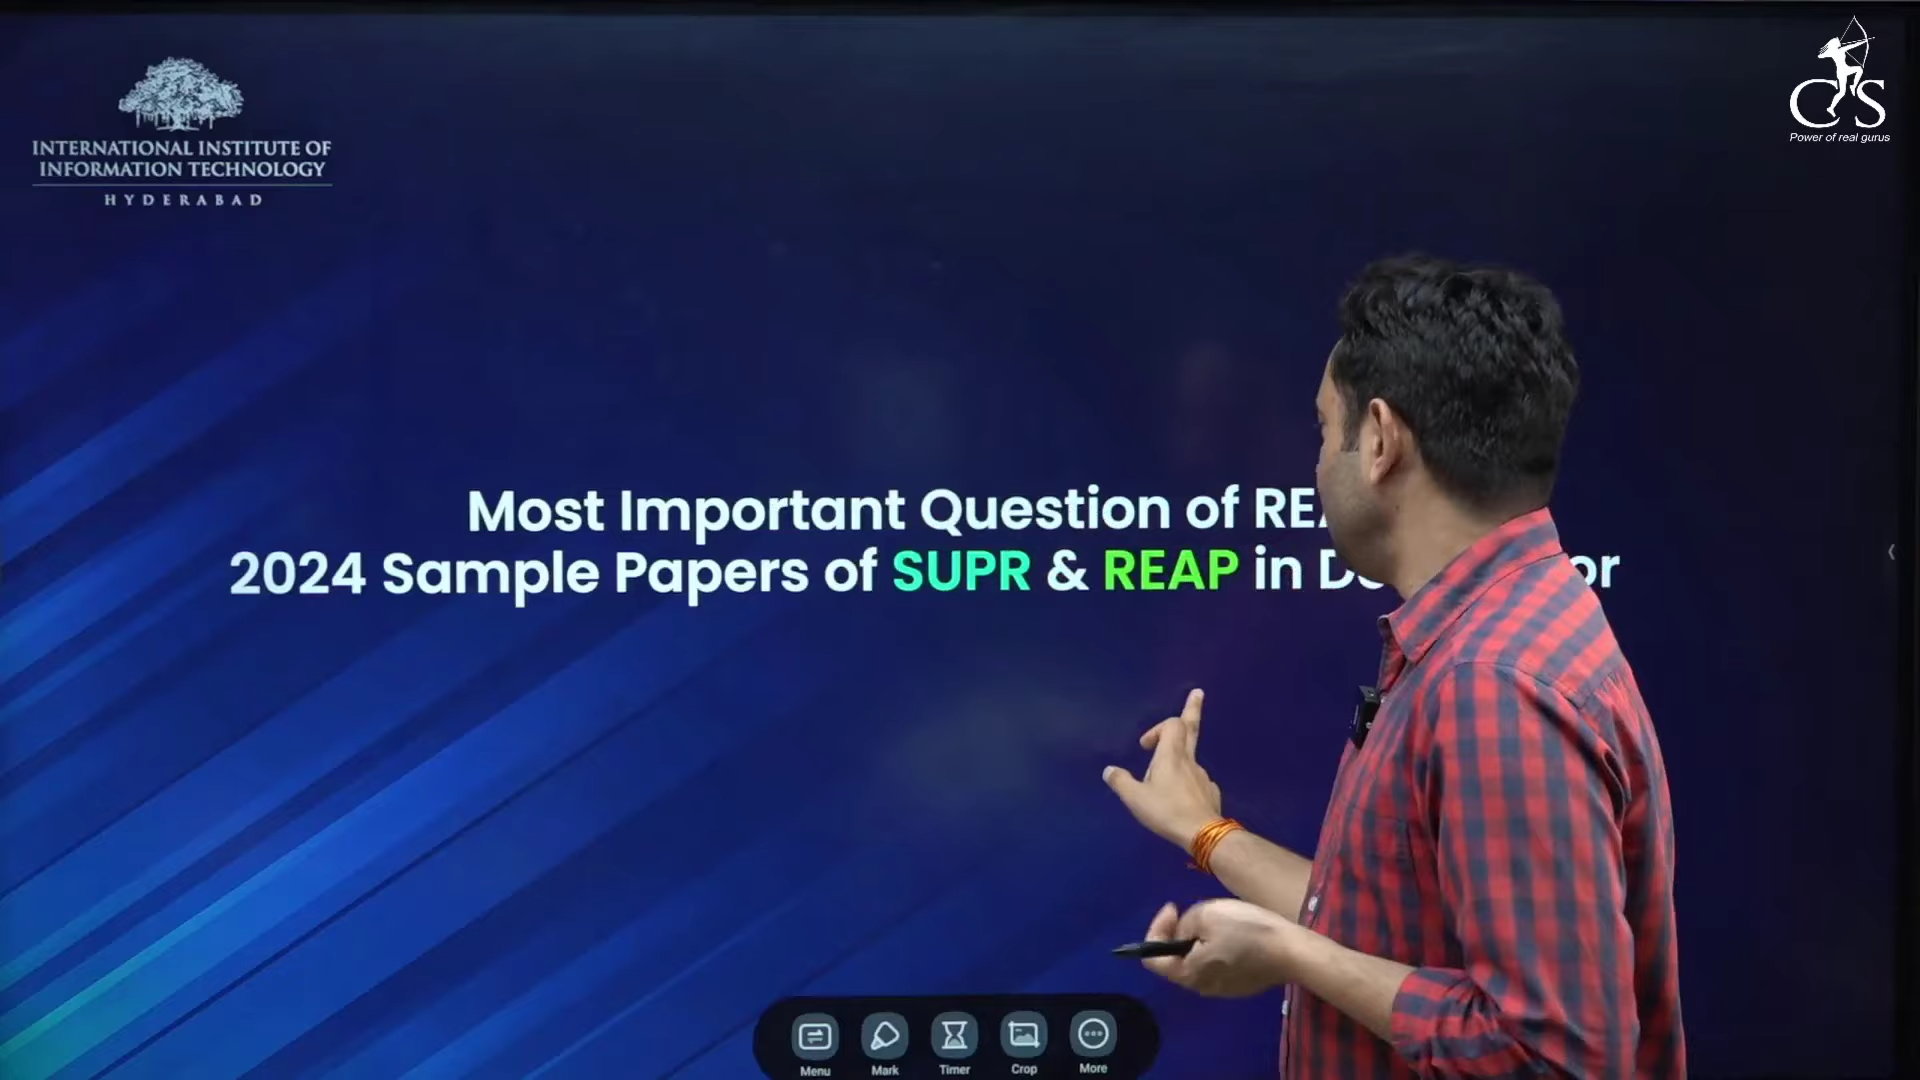 INTERNATIONAL INSTITUTE OF
INFORMATION TECHNOLOGY
HYDERABAD
CS
Power of real gurus
Most Important Question of
2024 Sample Papers of SUPR & REAP in
Menu
Mark
Timer
Crop
More